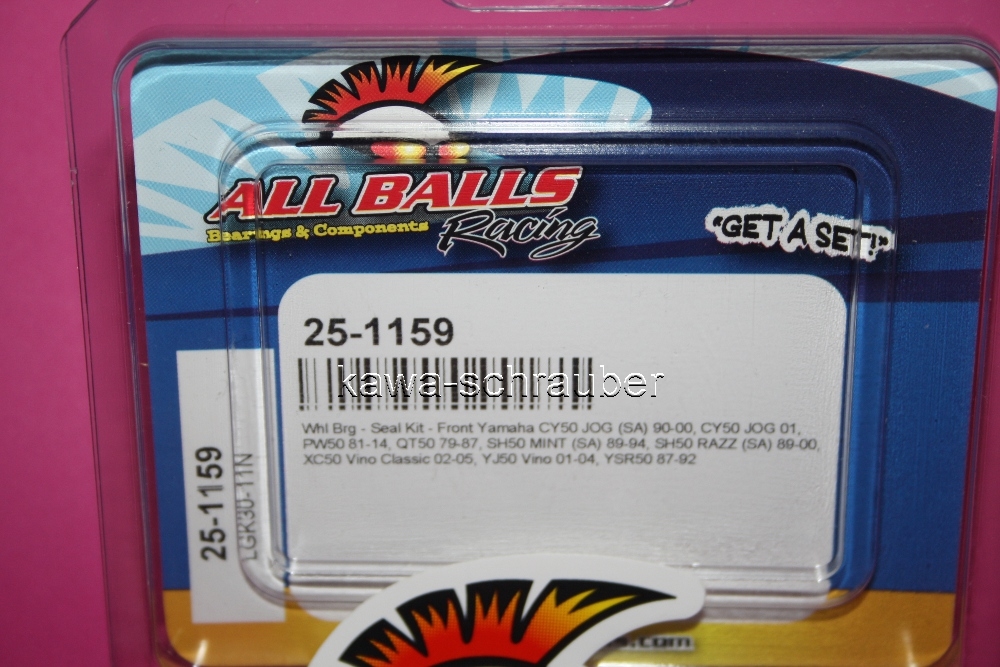 ALL BALLS
Bearings & Components
Racing
"GET A SET!"
25-1159
kawa-schrauber
Whl Brg - Seal Kit - Front Yamaha CY50 JOG (SA) 90-00, CY50 JOG 01,
PW50 81-14, QT50 79-87, SH50 MINT (SA) 89-94, SH50 RAZZ (SA) 89-00,
XC50 Vino Classic 02-05, YJ50 Vino 01-04, YSR50 87-92
25-1159
LGK30-11N